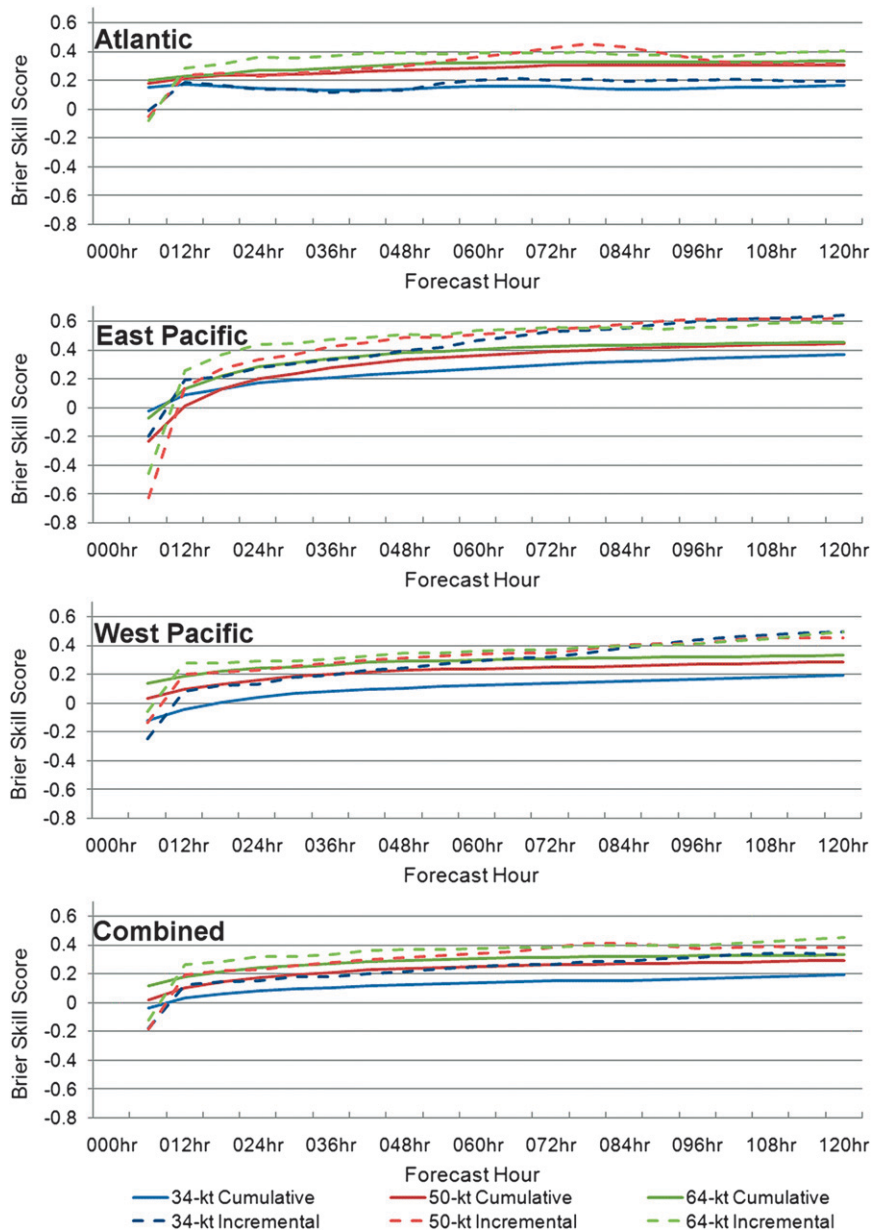 Atlantic
Brier Skill Score
0.6
0.4
0.2
0
-0.2
-0.4
-0.6
-0.8
000hr 012hr 024hr 036hr 048hr 060hr 072hr 084hr 096hr 108hr 120hr
Forecast Hour
East Pacific
Brier Skill Score
0.6
0.4
0.2
0
-0.2
-0.4
-0.6
-0.8
000hr 012hr 024hr 036hr 048hr 060hr 072hr 084hr 096hr 108hr 120hr
Forecast Hour
West Pacific
Brier Skill Score
0.6
0.4
0.2
0
-0.2
-0.4
-0.6
-0.8
000hr 012hr 024hr 036hr 048hr 060hr 072hr 084hr 096hr 108hr 120hr
Forecast Hour
Combined
Brier Skill Score
0.6
0.4
0.2
0
-0.2
-0.4
-0.6
-0.8
000hr 012hr 024hr 036hr 048hr 060hr 072hr 084hr 096hr 108hr 120hr
Forecast Hour
34-kt Cumulative 50-kt Cumulative 64-kt Cumulative
34-kt Incremental 50-kt Incremental 64-kt Incremental